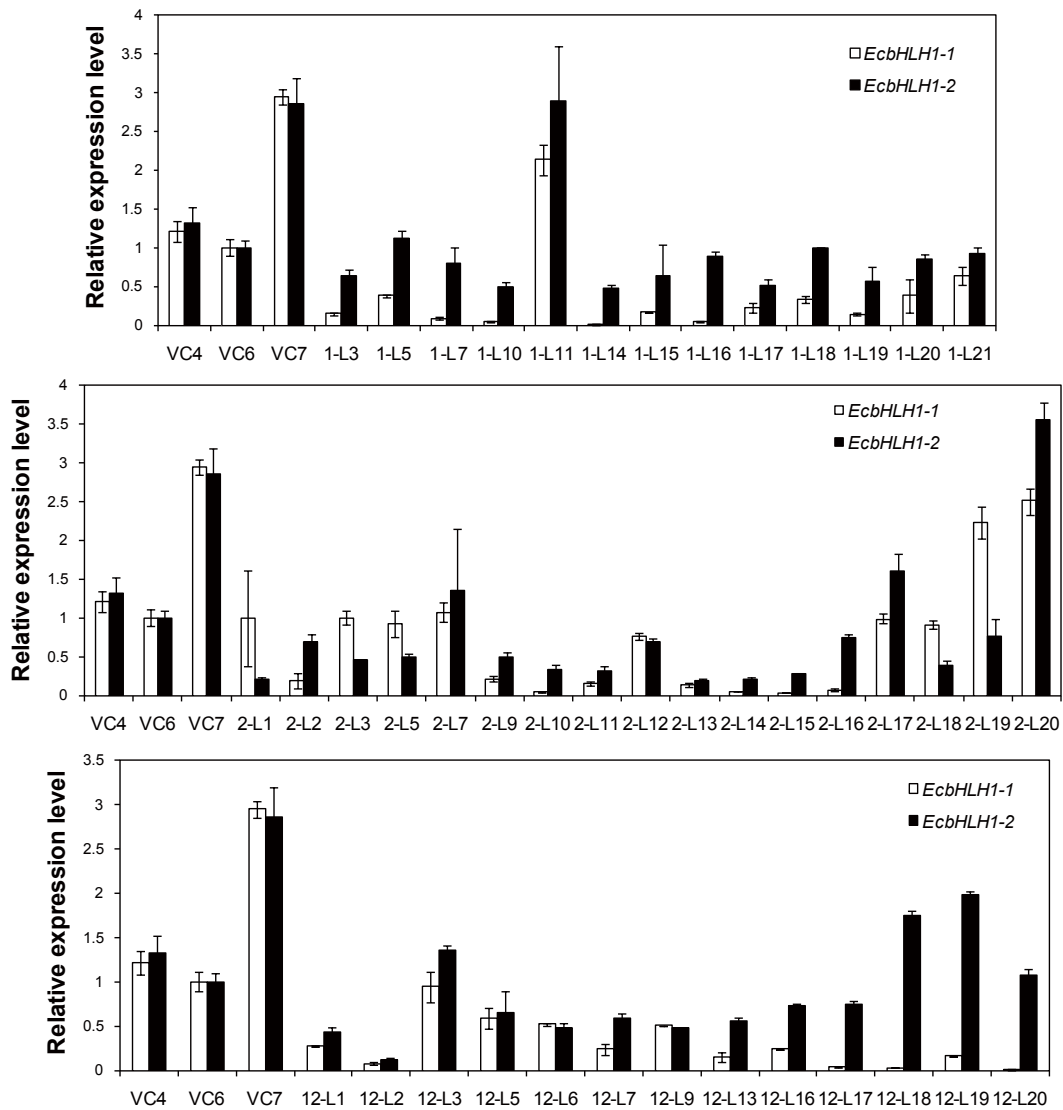 Relative expression level
4
3.5
3
2.5
2
1.5
1
0.5
0
EcbHLH1-1
EcbHLH1-2
VC4 VC6 VC7 1-L3 1-L5 1-L7 1-L10 1-L11 1-L14 1-L15 1-L16 1-L17 1-L18 1-L19 1-L20 1-L21
Relative expression level
4
3.5
3
2.5
2
1.5
1
0.5
0
EcbHLH1-1
EcbHLH1-2
VC4 VC6 VC7 2-L1 2-L2 2-L3 2-L5 2-L7 2-L9 2-L10 2-L11 2-L12 2-L13 2-L14 2-L15 2-L16 2-L17 2-L18 2-L19 2-L20
Relative expression level
3.5
3
2.5
2
1.5
1
0.5
0
EcbHLH1-1
EcbHLH1-2
VC4 VC6 VC7 12-L1 12-L2 12-L3 12-L5 12-L6 12-L7 12-L9 12-L13 12-L16 12-L17 12-L18 12-L19 12-L20